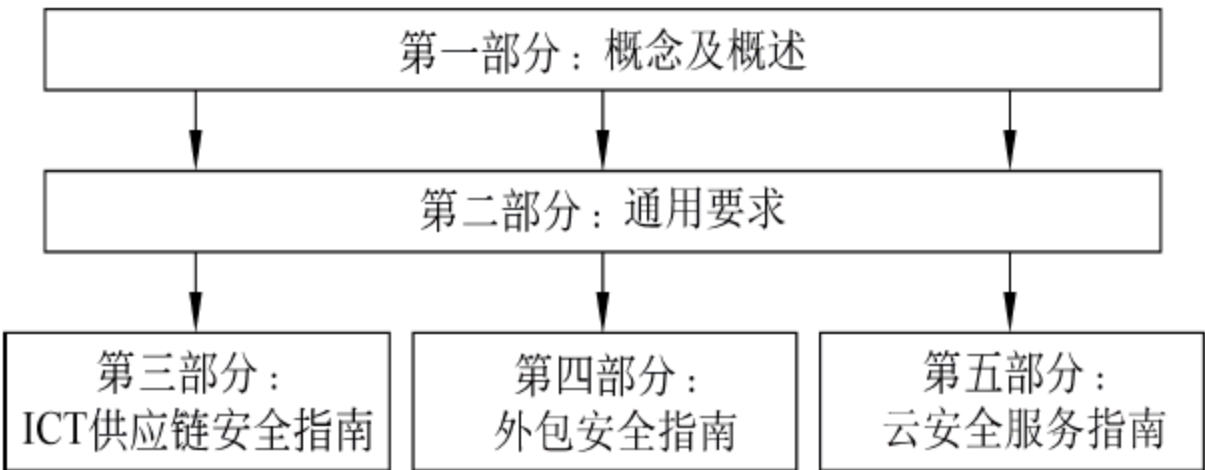 第一部分：概念及概述
第二部分：通用要求
第三部分：
ICT供应链安全指南
第四部分：
外包安全指南
第五部分：
云安全服务指南